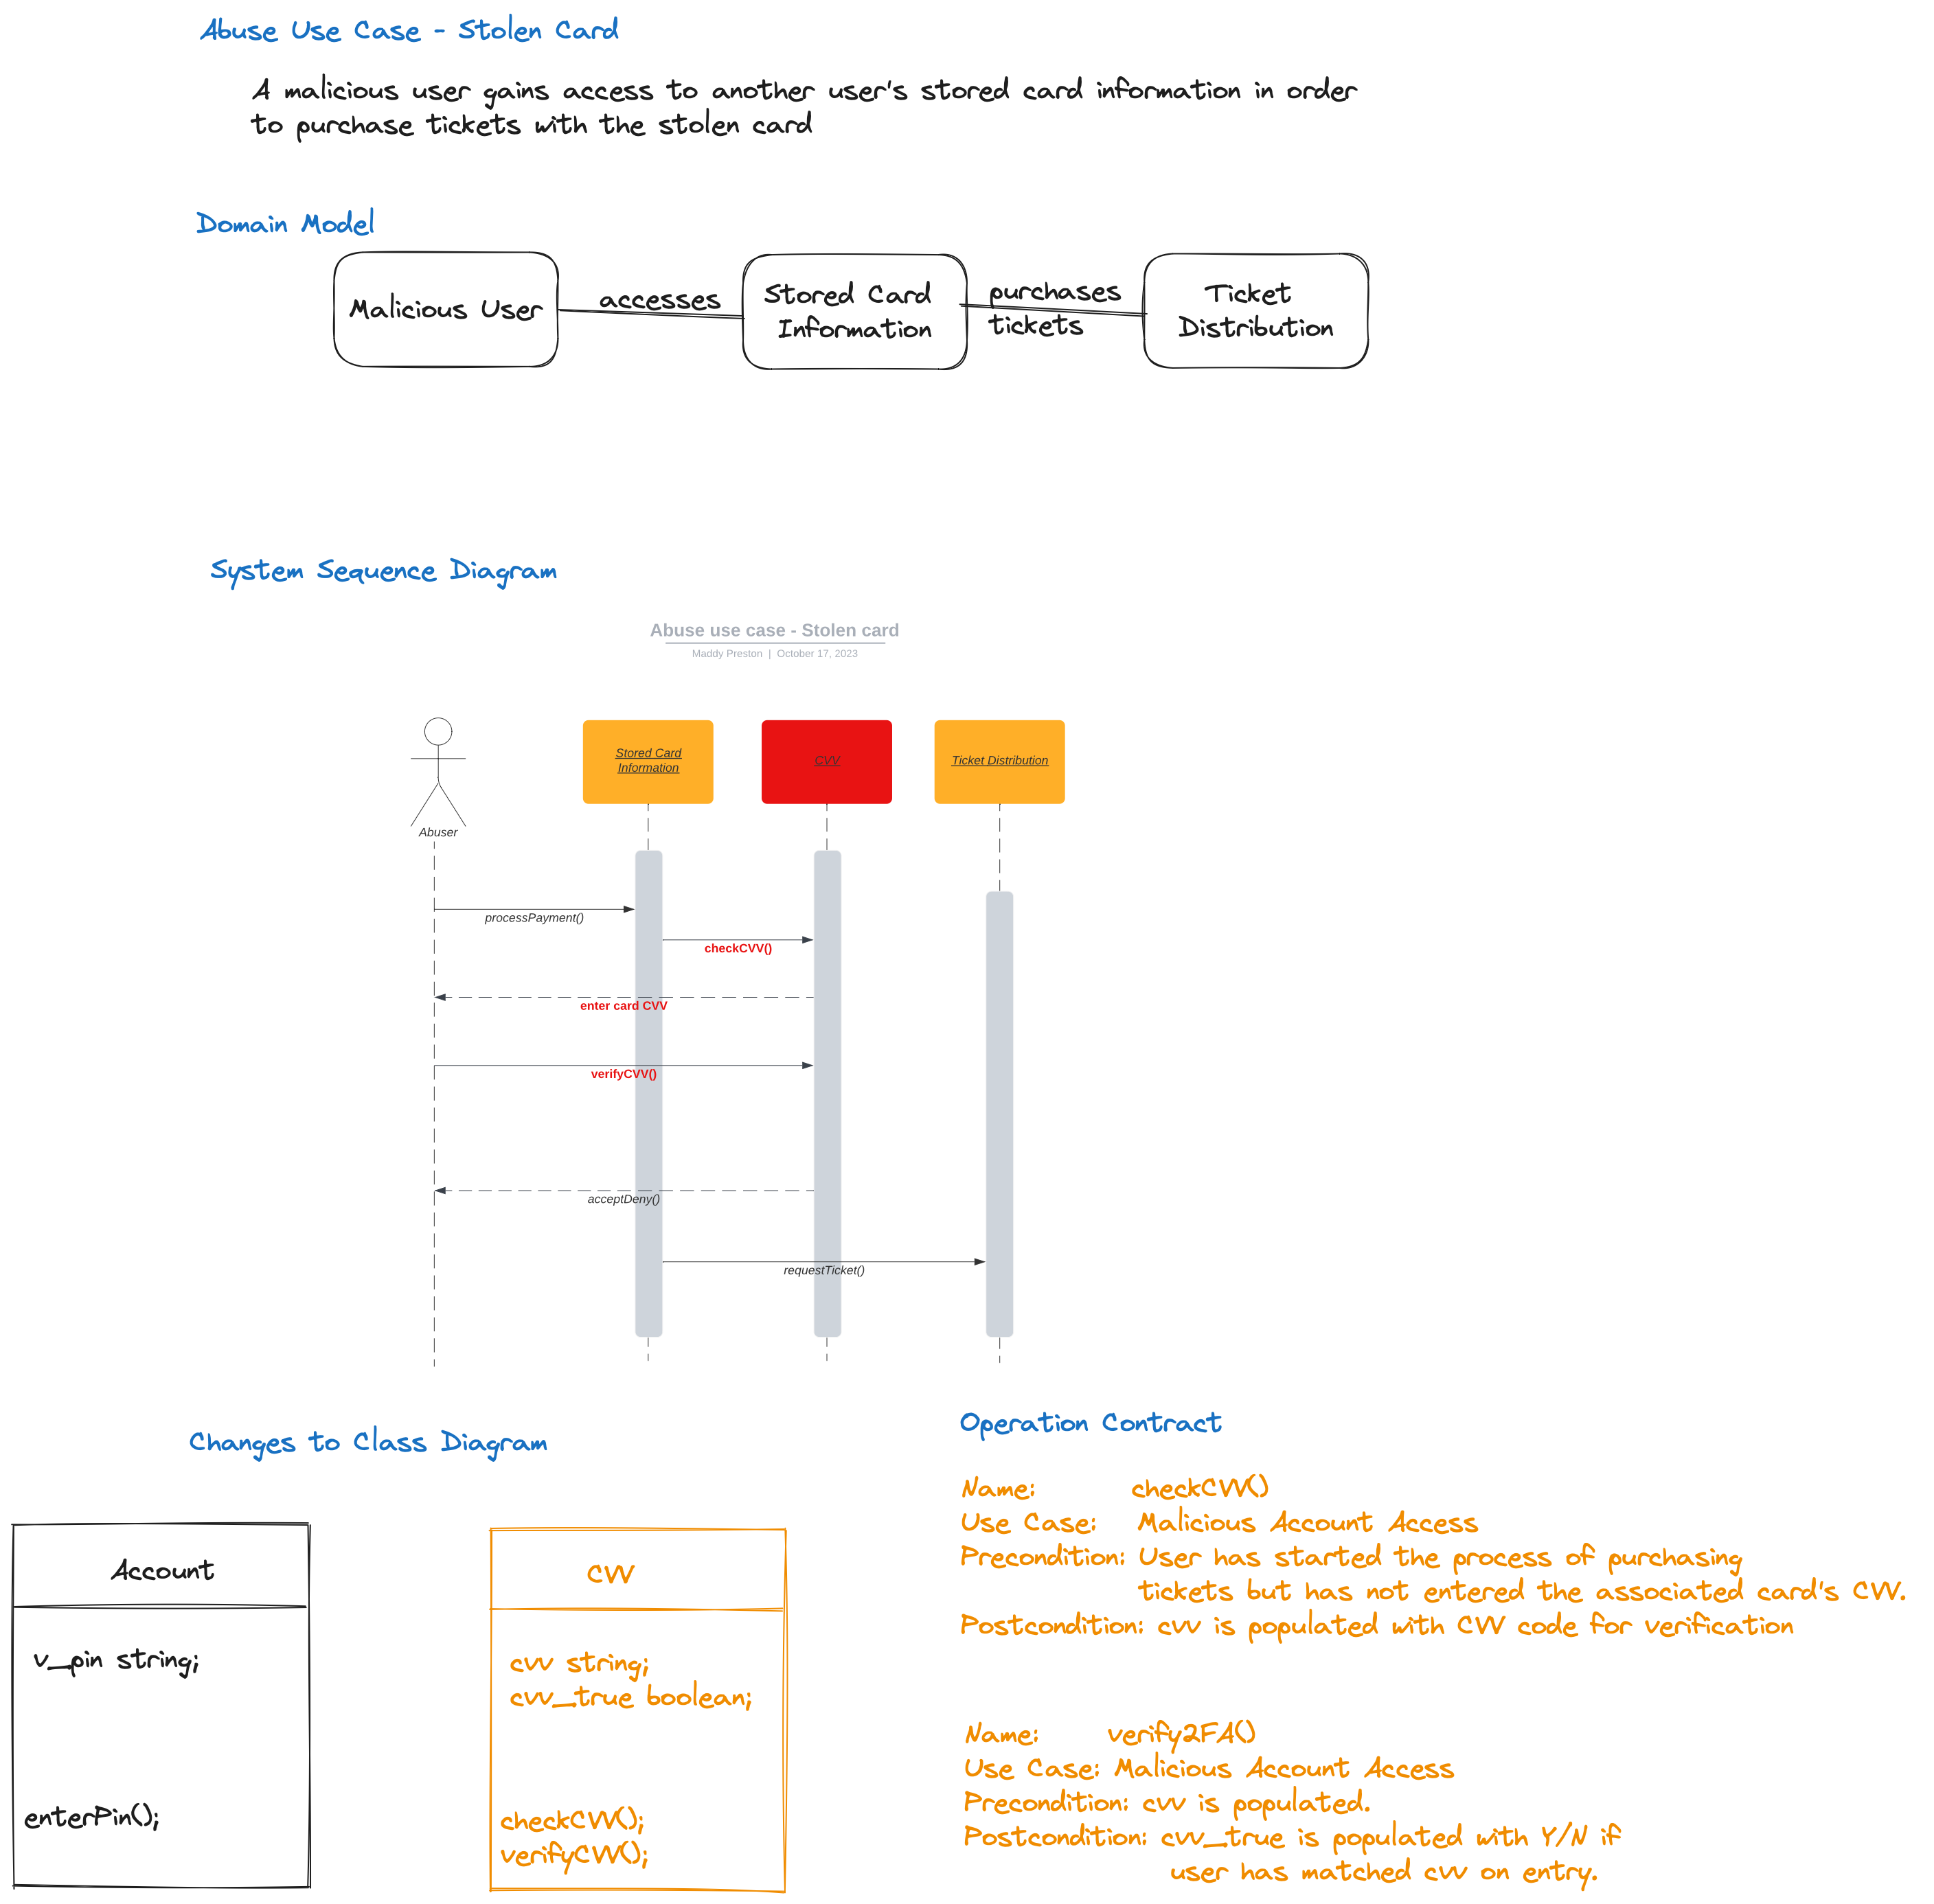 Abuse Use Case - Stolen Card
A malicious user gains access to another user's stored card information in order
to purchase tickets with the stolen card
Domain Model
Malicious User
accesses
Stored Card
Information
purchases
tickets
Ticket
Distribution
System Sequence Diagram
Abuse use case - Stolen card
Maddy Preston | October 17, 2023
Stored Card
Information
CVV
Ticket Distribution
Abuser
processPayment()
checkCVV()
enter card CVV
verifyCVV()
acceptDeny()
requestTicket()
Changes to Class Diagram
Account
v_pin string;
enterPin();
CVV
cvv string;
cvv_true boolean;
checkCVV();
verifyCVV();
Operation Contract
Name: checkCVV()
Use Case: Malicious Account Access
Precondition: User has started the process of purchasing
tickets but has not entered the associated card's CVV.
Postcondition: cvv is populated with CVV code for verification
Name: verify2FA()
Use Case: Malicious Account Access
Precondition: cvv is populated.
Postcondition: cvv_true is populated with Y/N if
user has matched cvv on entry.